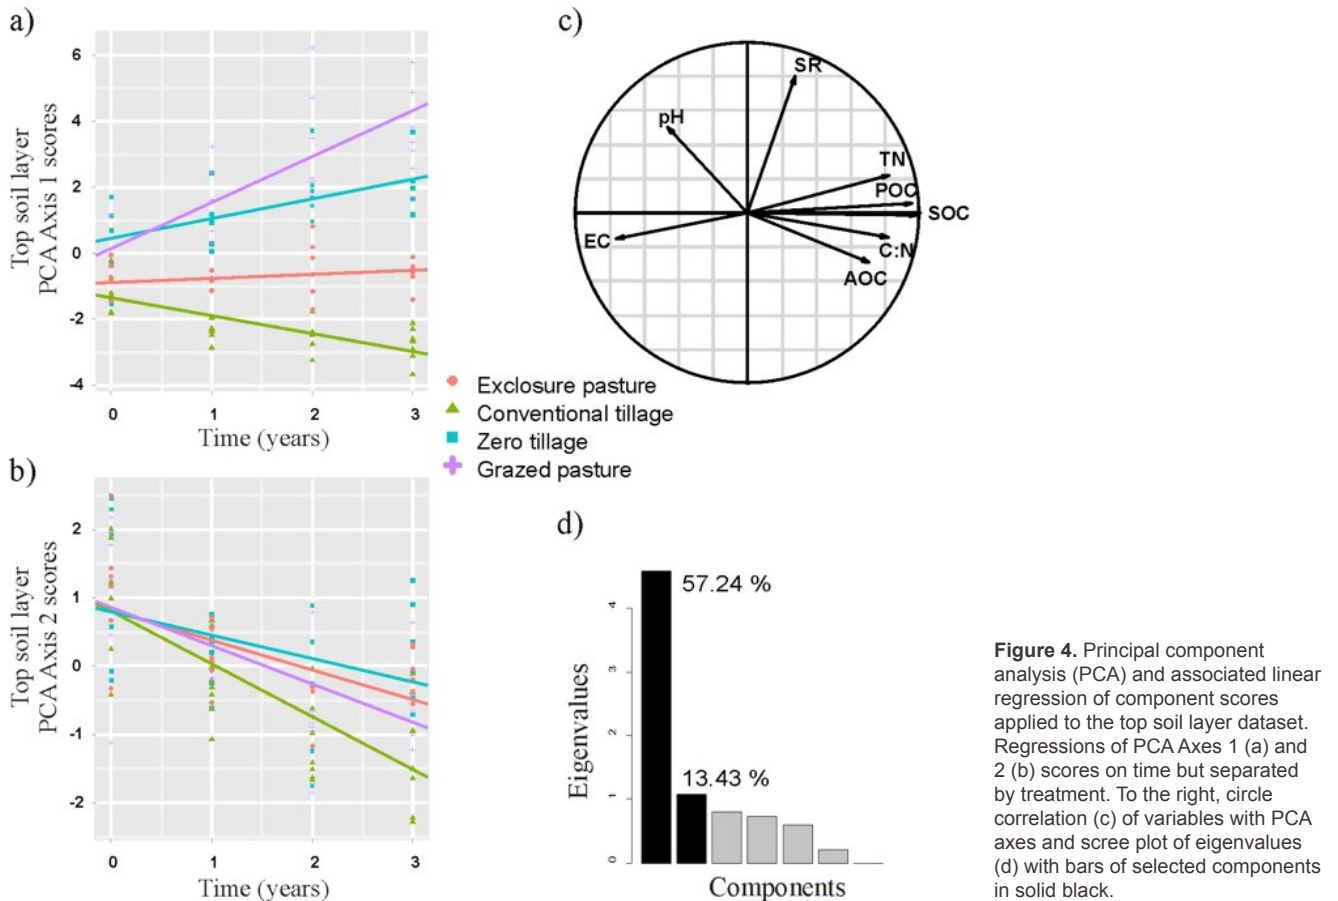 a)
Top soil layer
PCA Axis 1 scores
6
4
2
0
-2
-4
0 1 2 3
Time (years)
b)
Top soil layer
PCA Axis 2 scores
2
1
0
-1
-2
0 1 2 3
Time (years)
Exclosure pasture
Conventional tillage
Zero tillage
Grazed pasture
c)
SR
pH
TN
POC
SOC
EC
C:N
AOC
d)
Eigenvalues
4
3
2
1
0
57.24 %
13.43 %
Components
Figure 4. Principal component
analysis (PCA) and associated linear
regression of component scores
applied to the top soil layer dataset.
Regressions of PCA Axes 1 (a) and
2 (b) scores on time but separated
by treatment. To the right, circle
correlation (c) of variables with PCA
axes and scree plot of eigenvalues
(d) with bars of selected components
in solid black.